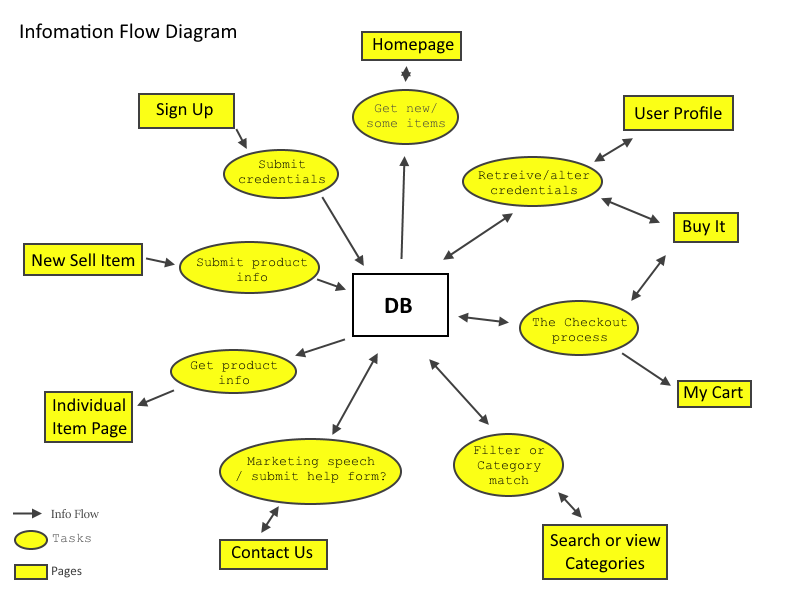 Infomation Flow Diagram
Homepage
Get new/
some items
Sign Up
Submit
credentials
User Profile
Retreive/alter
credentials
Buy It
New Sell Item
Submit product
info
DB
The Checkout
process
My Cart
Get product
info
Individual
Item Page
Marketing speech
/ submit help form?
Filter or
Category
match
Contact Us
Search or view
Categories
Info Flow
Tasks
Pages